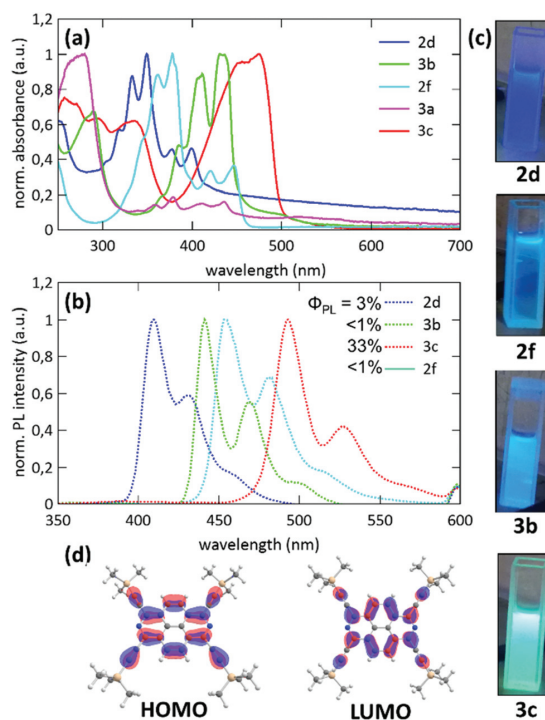 (a)
(c)
1,2
1
0,8
0,6
0,4
0,2
0
norm. absorbance (a.u.)
2d
3b
2f
3a
3c
300
400
500
600
700
wavelength (nm)
2d
(b)
1,2
1
0,8
0,6
0,4
0,2
0
norm. PL intensity (a.u.)
Φ_PL = 3% 2d
<1% 3b
33% 3c
<1% 2f
350
400
450
500
550
600
wavelength (nm)
2f
3b
(d)
HOMO
LUMO
3c